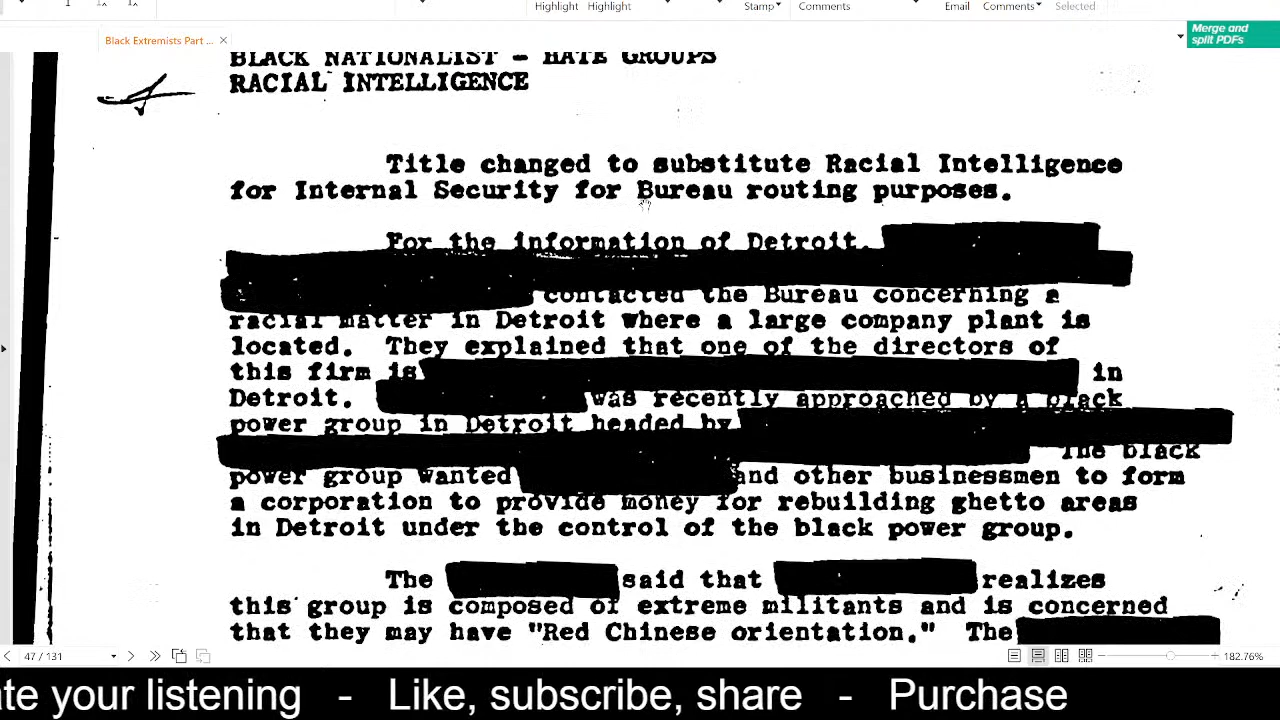 Highlight Highlight Stamp Comments Email Comments Selected
Merge and
split PDFs
Black Extremists Part ...
BLACK NATIONALIST - HATE GROUPS
RACIAL INTELLIGENCE
Title changed to substitute Racial Intelligence
for Internal Security for Bureau routing purposes.
For the information of Detroit,
contacted the Bureau concerning a
racial matter in Detroit where a large company plant is
located. They explained that one of the directors of
this firm is in
Detroit. was recently approached by a black
power group in Detroit headed by
The black
power group wanted and other businessmen to form
a corporation to provide money for rebuilding ghetto areas
in Detroit under the control of the black power group.
The said that realizes
this group is composed of extreme militants and is concerned
that they may have "Red Chinese orientation." The
47 / 131 182.76%
ate your listening - Like, subscribe, share - Purchase